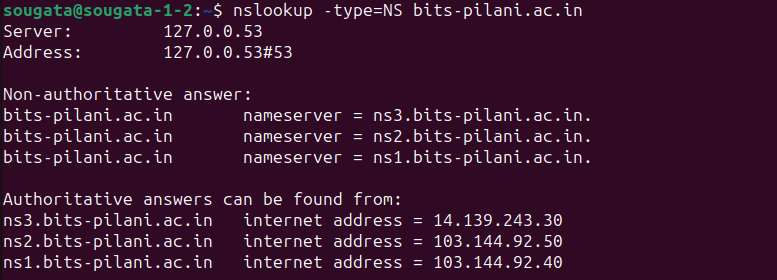 sougata@sougata-1-2:~$ nslookup -type=NS bits-pilani.ac.in
Server:         127.0.0.53
Address:        127.0.0.53#53

Non-authoritative answer:
bits-pilani.ac.in       nameserver = ns3.bits-pilani.ac.in.
bits-pilani.ac.in       nameserver = ns2.bits-pilani.ac.in.
bits-pilani.ac.in       nameserver = ns1.bits-pilani.ac.in.

Authoritative answers can be found from:
ns3.bits-pilani.ac.in   internet address = 14.139.243.30
ns2.bits-pilani.ac.in   internet address = 103.144.92.50
ns1.bits-pilani.ac.in   internet address = 103.144.92.40